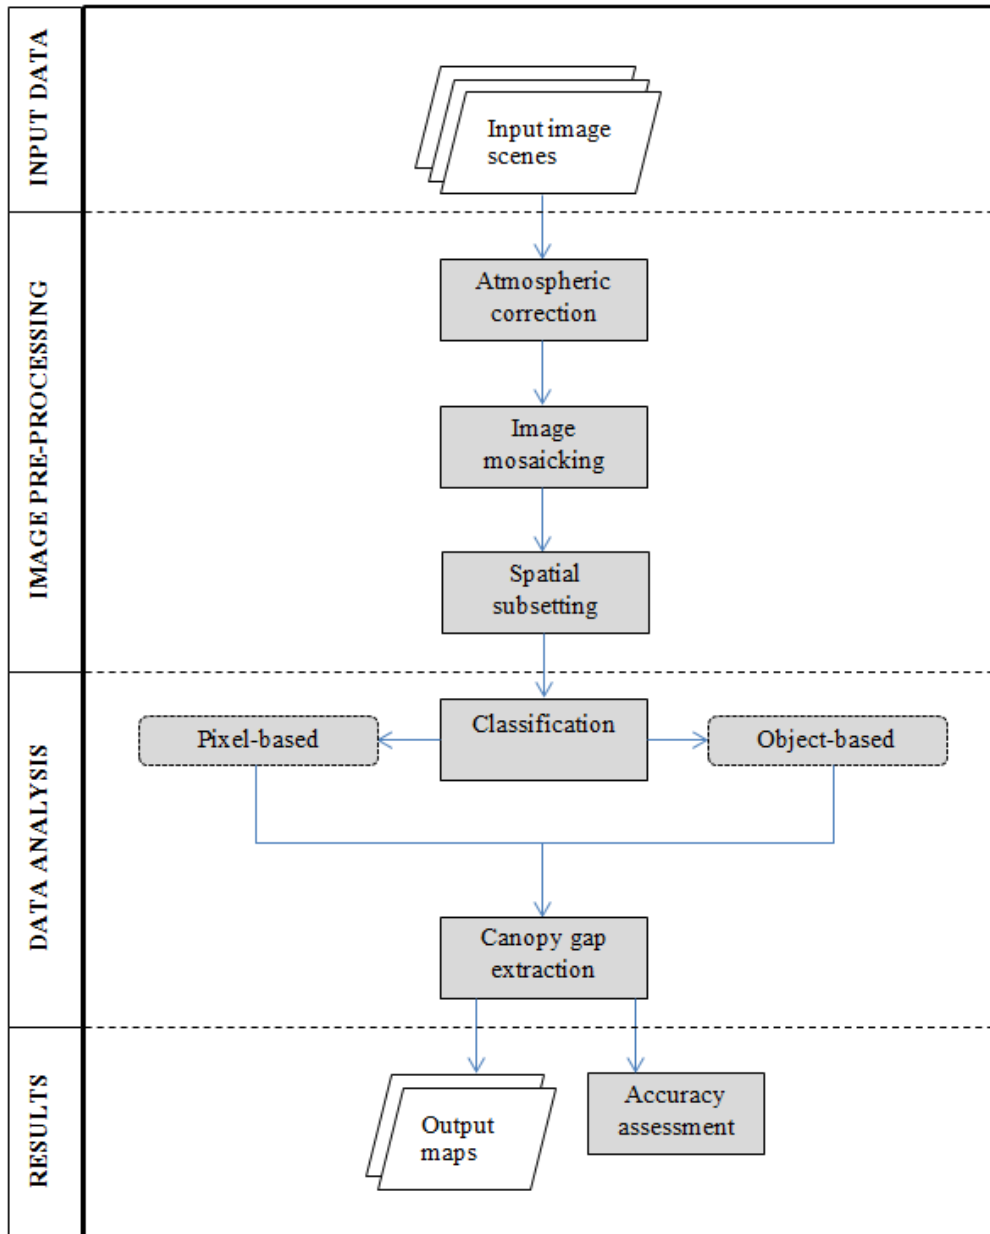 INPUT DATA
Input image
scenes
IMAGE PRE-PROCESSING
Atmospheric
correction
Image
mosaicking
Spatial
subsetting
DATA ANALYSIS
Classification
Pixel-based
Object-based
Canopy gap
extraction
RESULTS
Output
maps
Accuracy
assessment